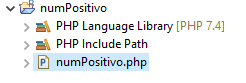 numPositivo
PHP Language Library [PHP 7.4]
PHP Include Path
numPositivo.php